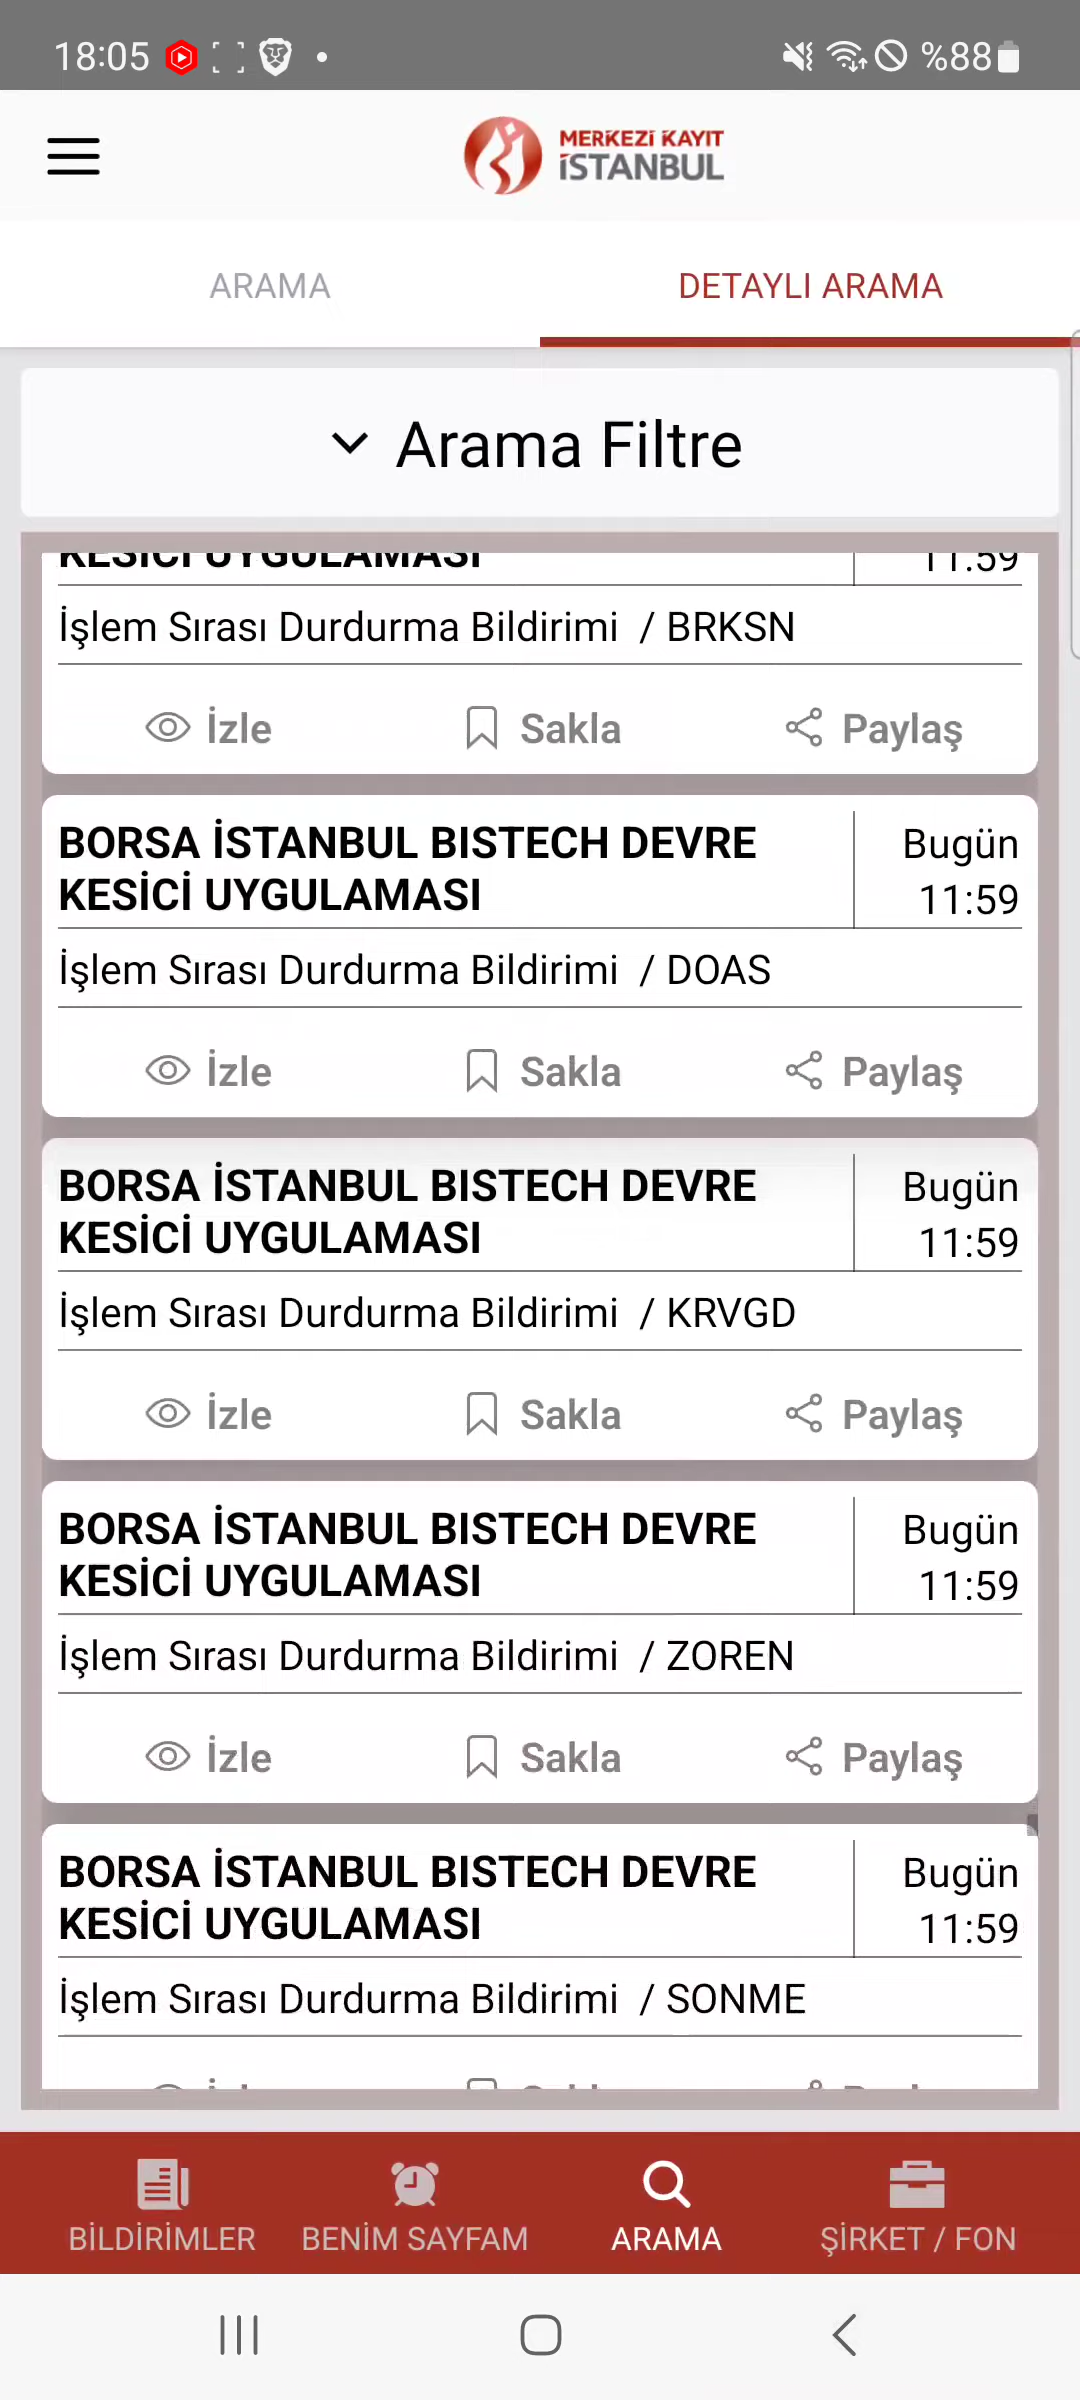 18:05
%88
MERKEZİ KAYIT
İSTANBUL
ARAMA
DETAYLI ARAMA
Arama Filtre
KESİCİ UYGULAMASI
11:59
İşlem Sırası Durdurma Bildirimi / BRKSN
İzle Sakla Paylaş
BORSA İSTANBUL BISTECH DEVRE
KESİCİ UYGULAMASI
Bugün
11:59
İşlem Sırası Durdurma Bildirimi / DOAS
İzle Sakla Paylaş
BORSA İSTANBUL BISTECH DEVRE
KESİCİ UYGULAMASI
Bugün
11:59
İşlem Sırası Durdurma Bildirimi / KRVGD
İzle Sakla Paylaş
BORSA İSTANBUL BISTECH DEVRE
KESİCİ UYGULAMASI
Bugün
11:59
İşlem Sırası Durdurma Bildirimi / ZOREN
İzle Sakla Paylaş
BORSA İSTANBUL BISTECH DEVRE
KESİCİ UYGULAMASI
Bugün
11:59
İşlem Sırası Durdurma Bildirimi / SONME
BİLDİRİMLER
BENİM SAYFAM
ARAMA
ŞİRKET / FON